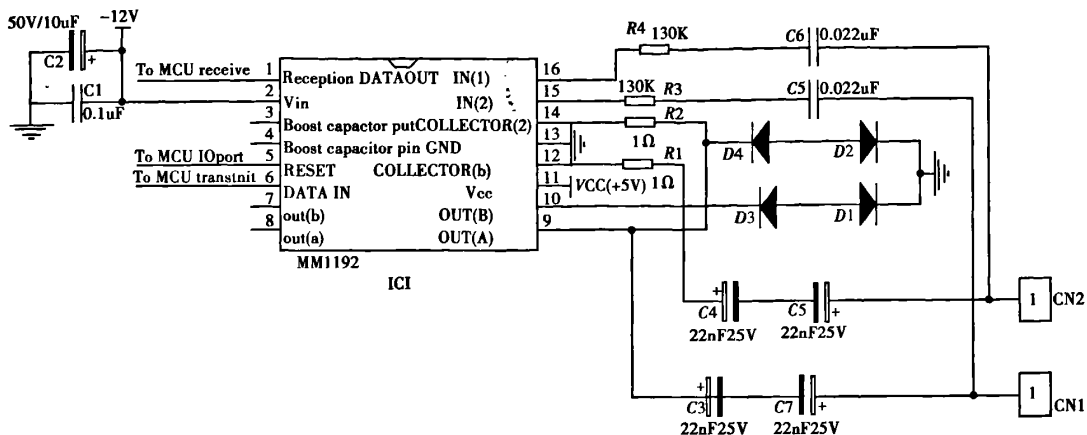 50V/10uF
−12V
C2
+
C1
0.1uF
To MCU receive
1
2
3
4
To MCU IOport
5
To MCU transtnit
6
7
8
Reception DATAOUT IN(1)
Vin
IN(2)
Boost capactor putCOLLECTOR(2)
Boost capacitor pin GND
RESET
COLLECTOR(b)
DATA IN
Vcc
out(b)
OUT(B)
out(a)
OUT(A)
MM1192
ICI
16
15
14
13
12
11
10
9
R4
130K
C6
0.022uF
130K
R3
C5
0.022uF
R2
1Ω
R1
1Ω
VCC(+5V)
D4
D2
D3
D1
+
C4
22nF25V
C5
+
22nF25V
1
CN2
+
C3
22nF25V
C7
+
22nF25V
1
CN1